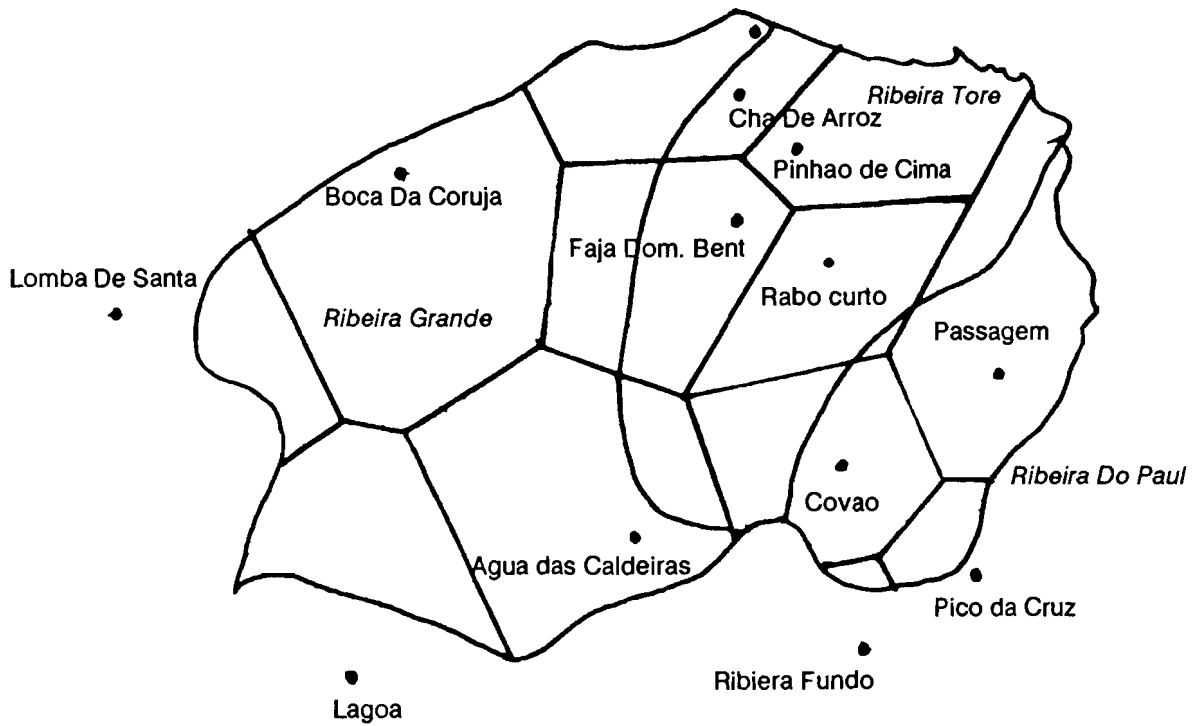 Ribeira Tore
Cha De Arroz
Pinhao de Cima
Boca Da Coruja
Faja Dom. Bent
Lomba De Santa
Rabo curto
Ribeira Grande
Passagem
Ribeira Do Paul
Covao
Agua das Caldeiras
Pico da Cruz
Ribiera Fundo
Lagoa